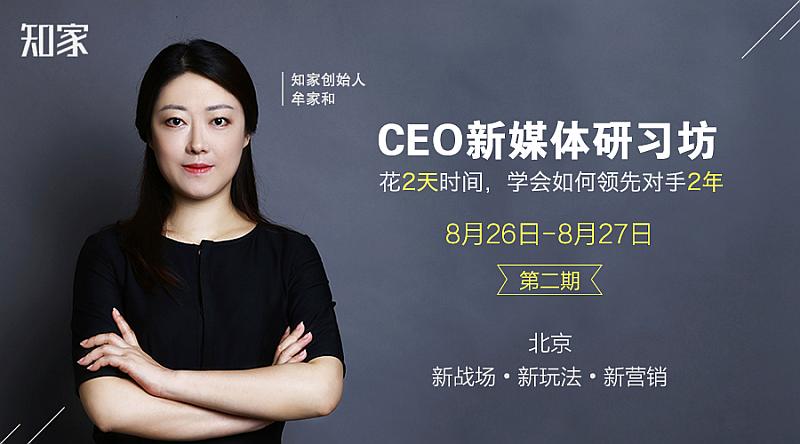 知家
知家创始人
牟家和
CEO新媒体研习坊
花2天时间，学会如何领先对手2年
8月26日-8月27日
第二期
北京
新战场·新玩法·新营销